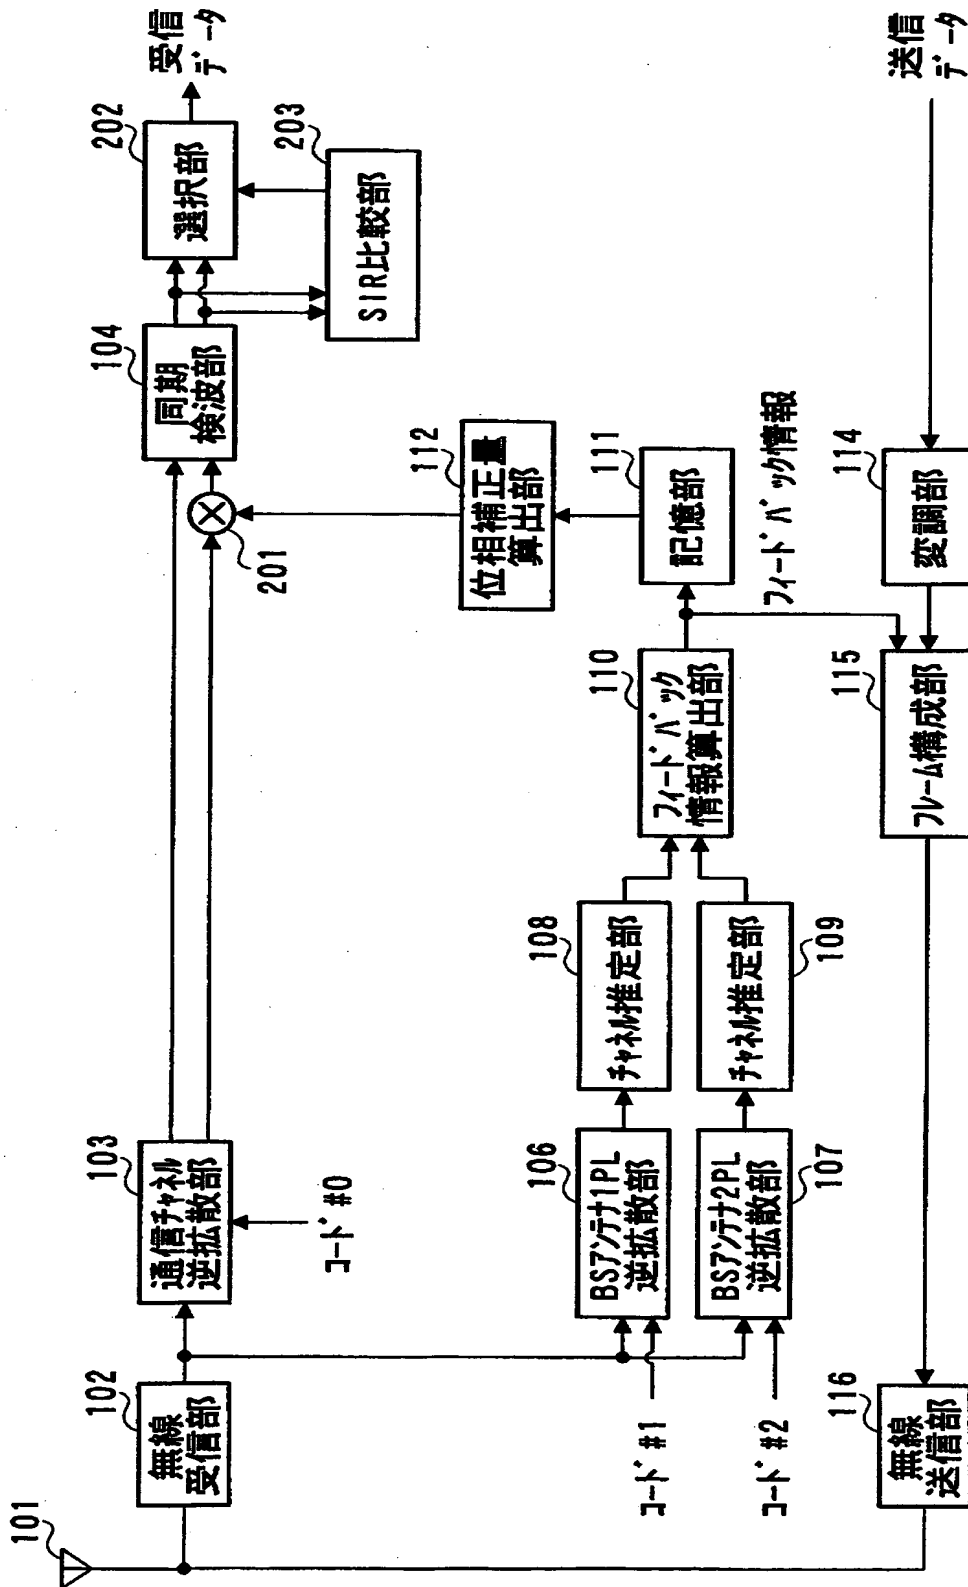 101
102
無線
受信部
103
通信チャネル
逆拡散部
コード#0
201
104
同期
検波部
202
選択部
受信
データ
203
SIR比較部
112
位相補正量
算出部
111
記憶部
フィードバック情報
110
フィードバック
情報算出部
108
チャネル推定部
109
チャネル推定部
106
BSアンテナ1PL
逆拡散部
107
BSアンテナ2PL
逆拡散部
コード#1
コード#2
送信
データ
114
変調部
115
フレーム構成部
116
無線
送信部